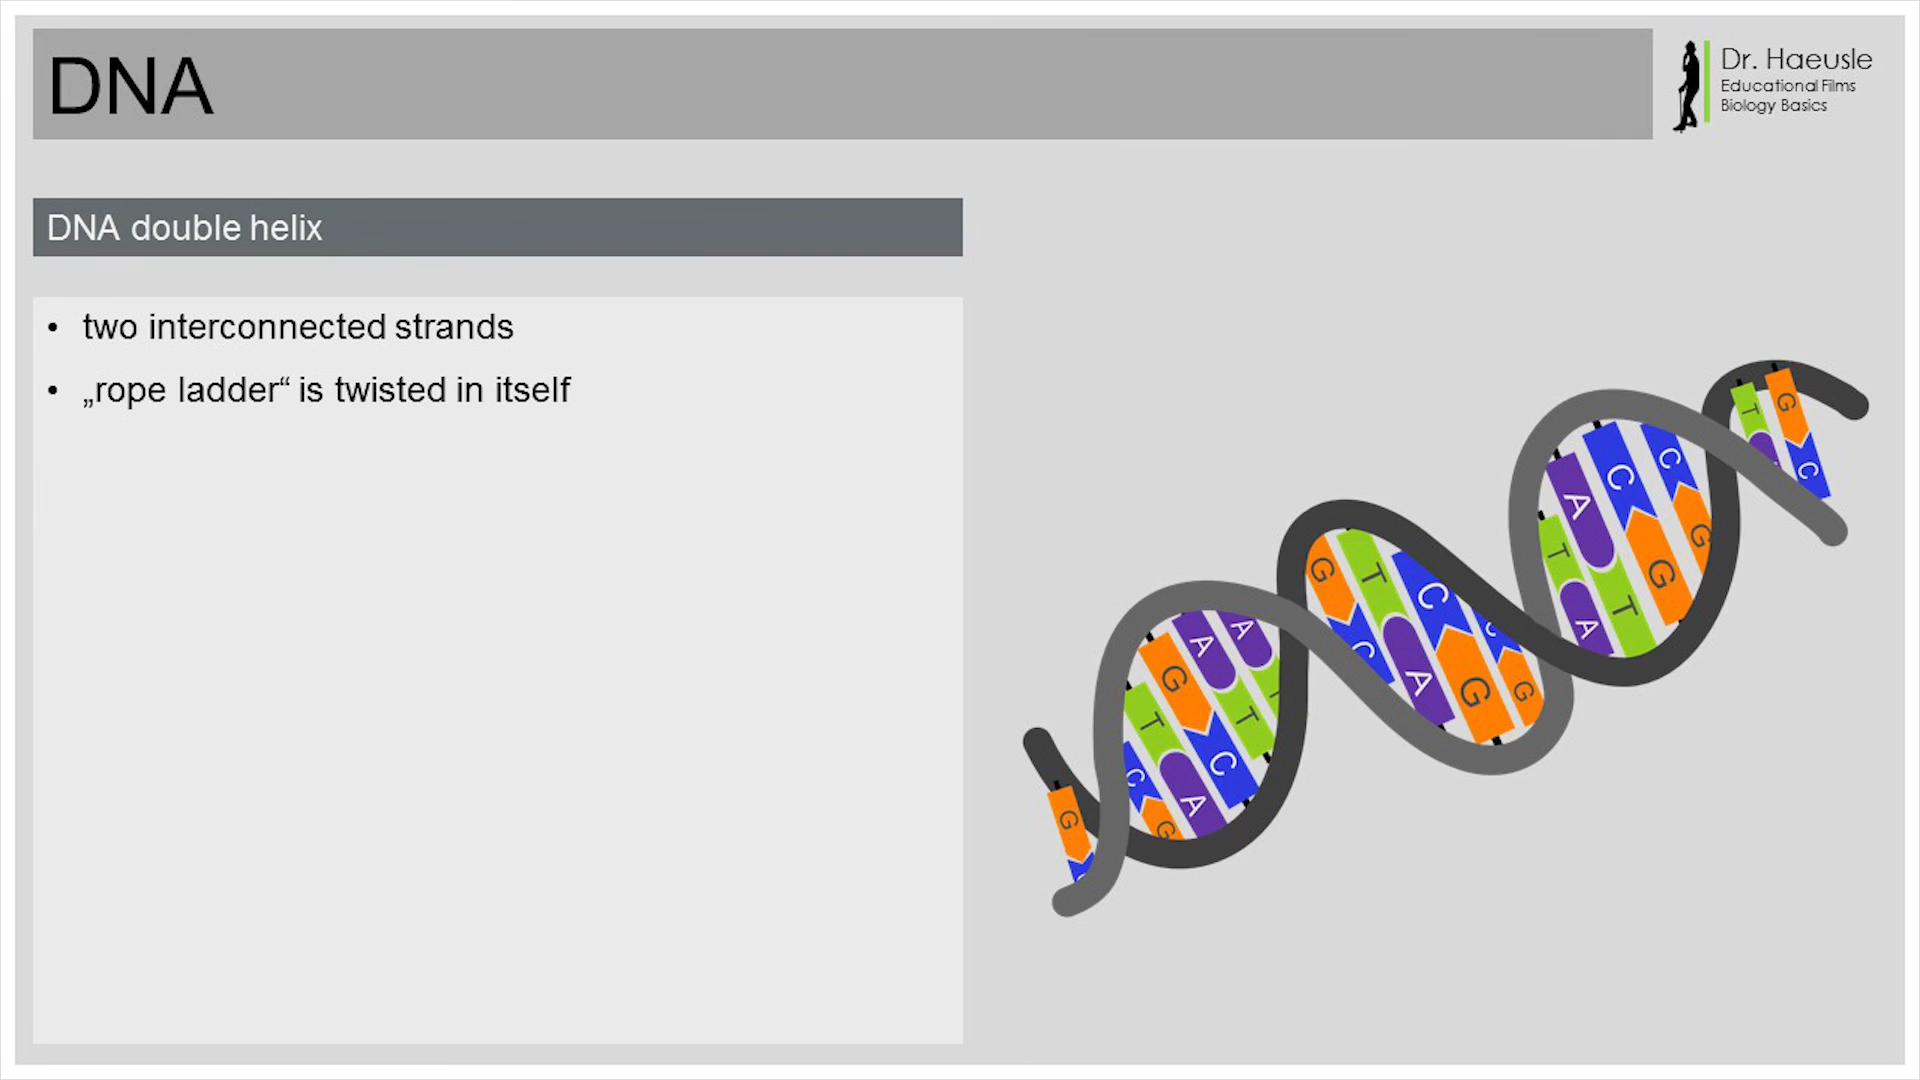 DNA
Dr. Haeusle
Educational Films
Biology Basics
DNA double helix
• two interconnected strands
• „rope ladder“ is twisted in itself
G
C
C
G
T
A
G
C
A
T
A
T
G
C
T
A
C
G
C
G
T
A
A
T
C
G
C
G
T
G
C